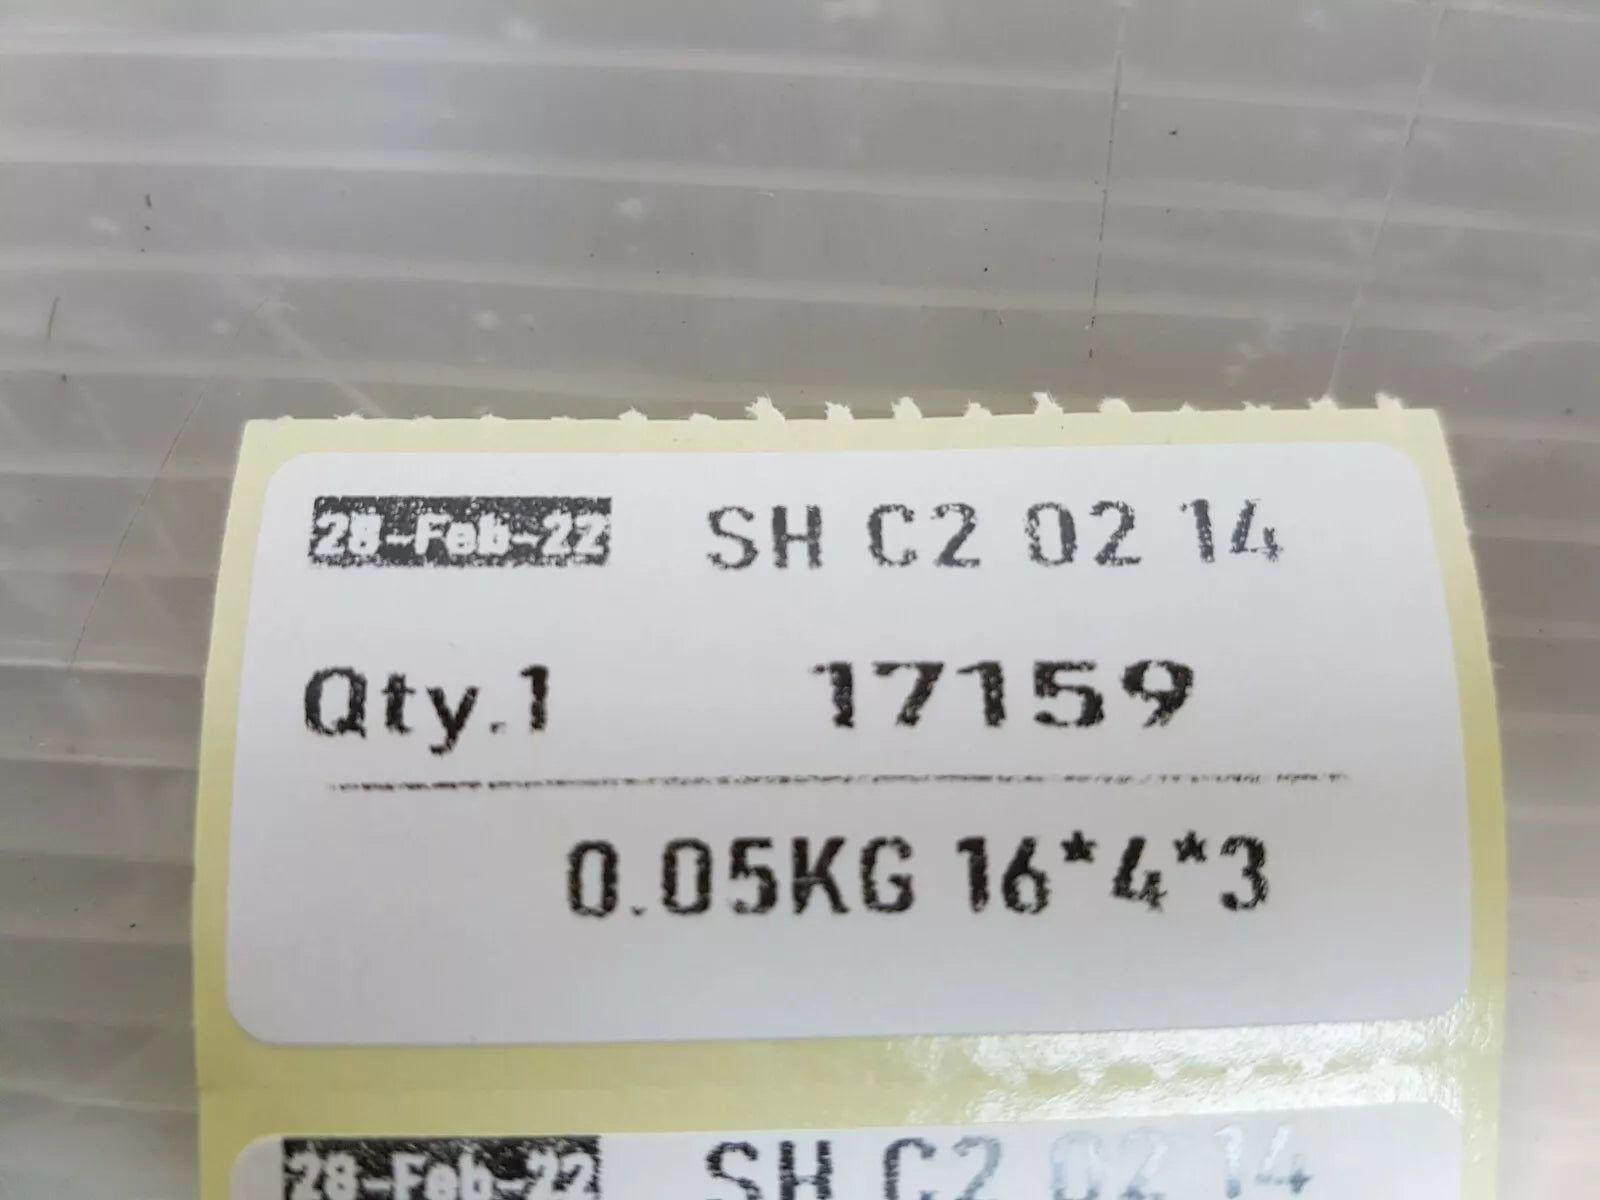 28-Feb-22 SH C2 02 14
Qty.1 17159
0.05KG 16*4*3
28-Feb-22 SH C2 02 14